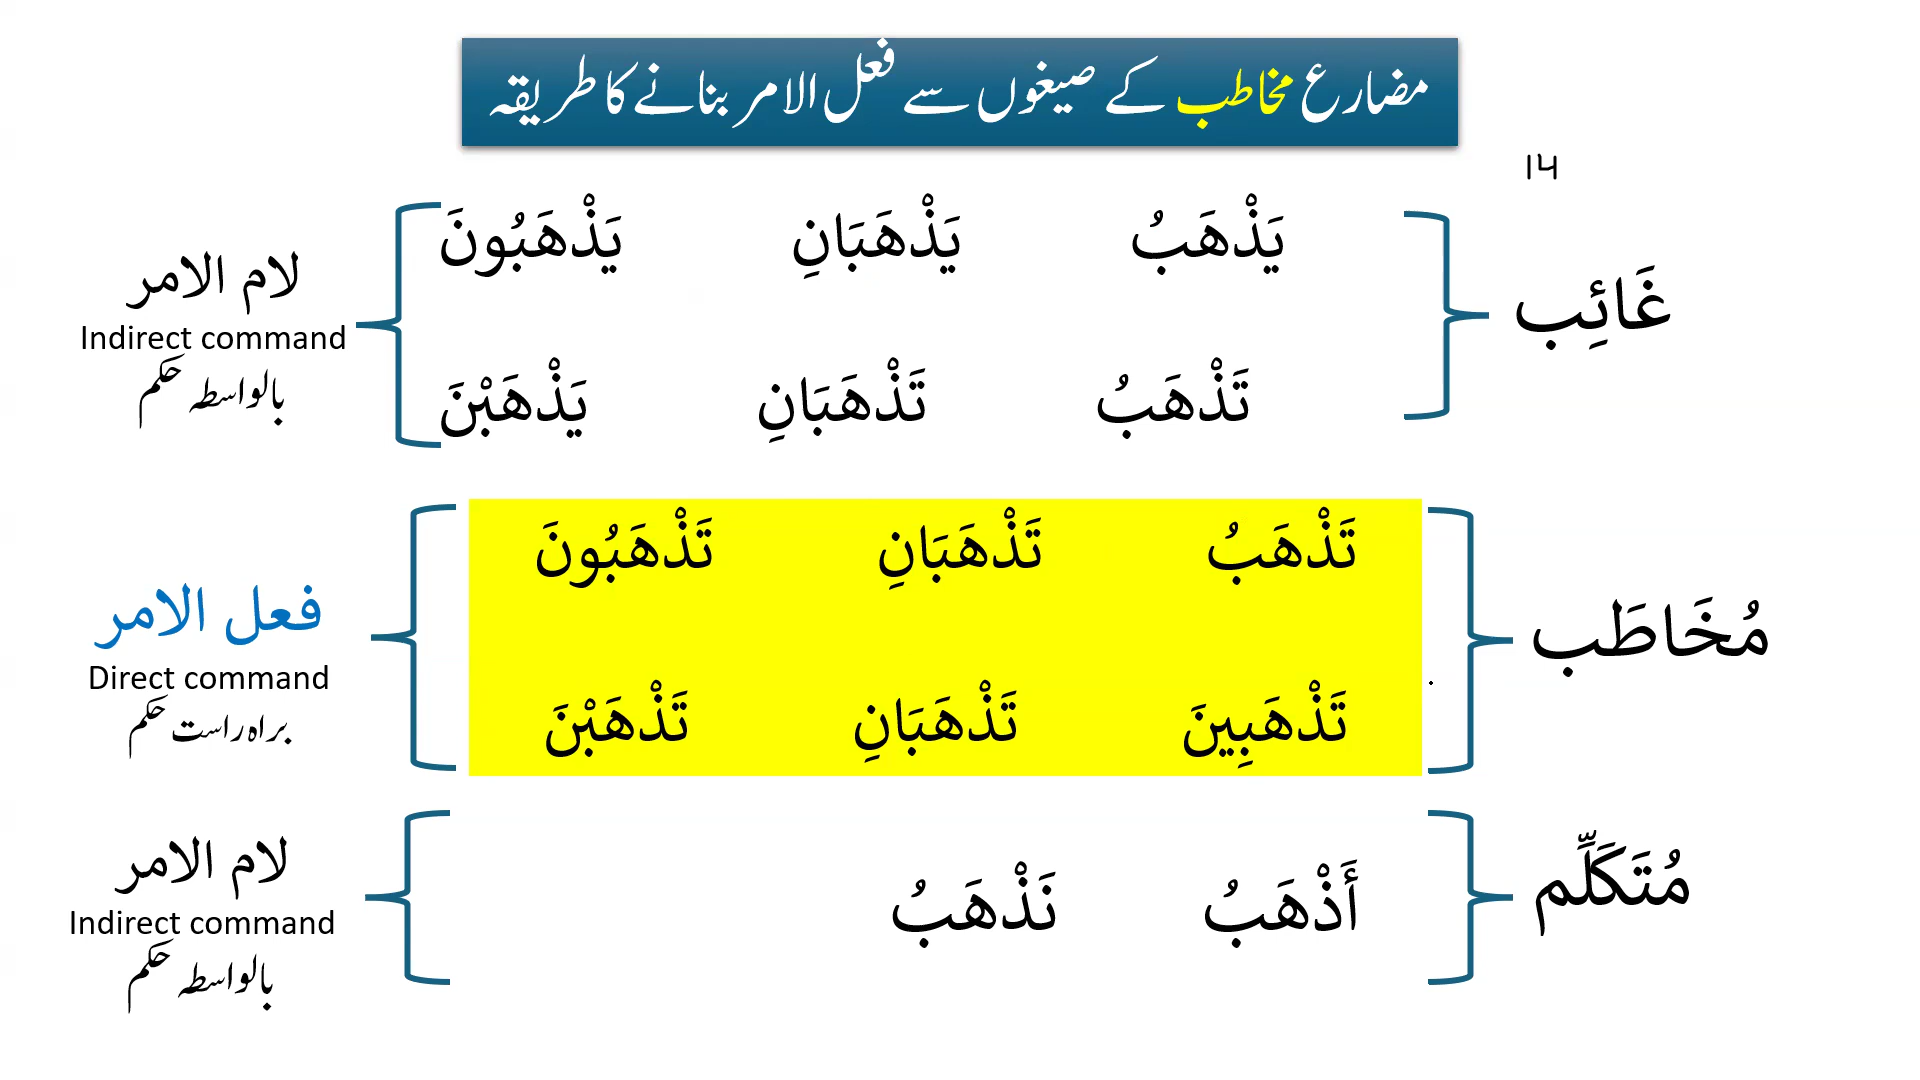 مضارع مخاطب کے صیغوں سے فعل الامر بنانے کا طریقہ
۱۴
غَائِب
يَذْهَبُ يَذْهَبَانِ يَذْهَبُونَ
تَذْهَبُ تَذْهَبَانِ يَذْهَبْنَ
لام الامر
Indirect command
بالواسطہ حکم
مُخَاطَب
تَذْهَبُ تَذْهَبَانِ تَذْهَبُونَ
تَذْهَبِينَ تَذْهَبَانِ تَذْهَبْنَ
فعل الامر
Direct command
براہ راست حکم
مُتَكَلِّم
أَذْهَبُ نَذْهَبُ
لام الامر
Indirect command
بالواسطہ حکم